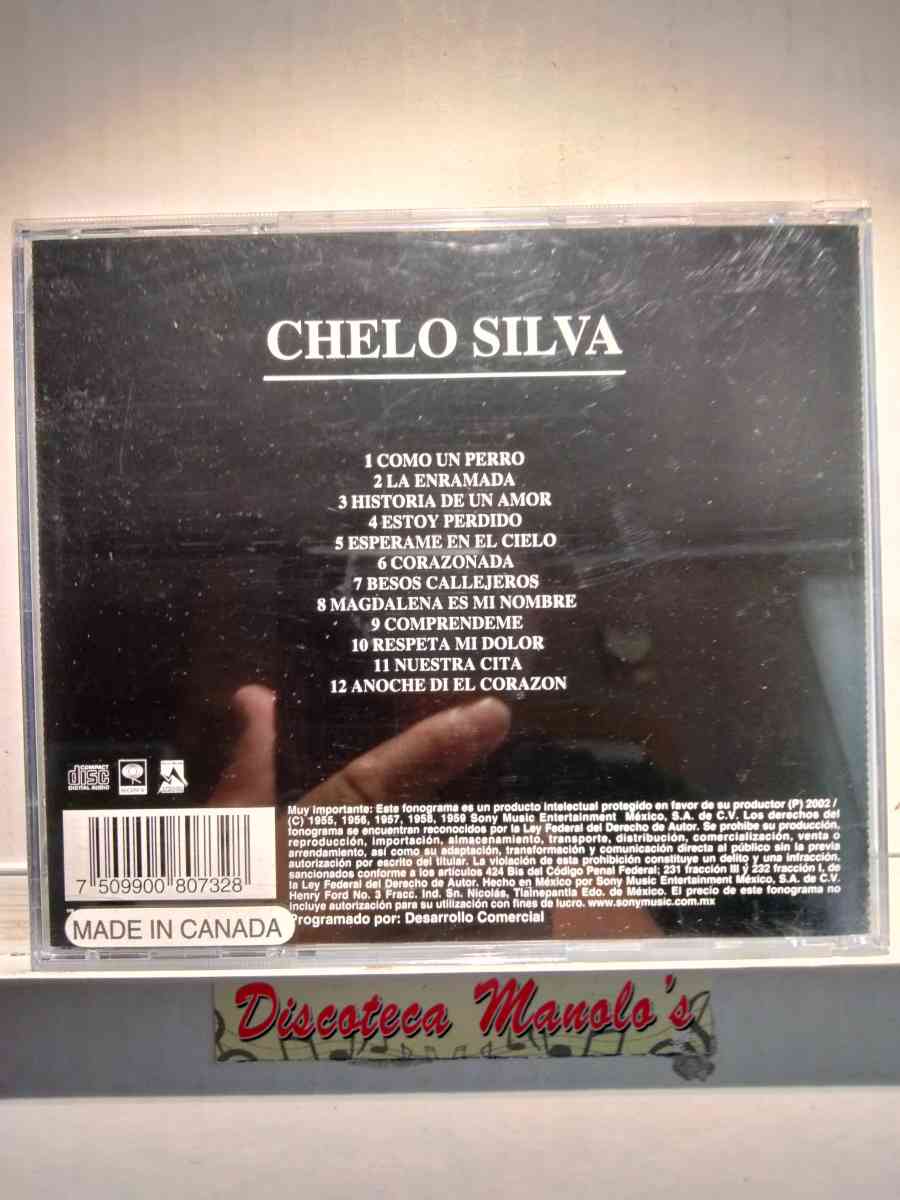 CHELO SILVA
1 COMO UN PERRO
2 LA ENRAMADA
3 HISTORIA DE UN AMOR
4 ESTOY PERDIDO
5 ESPERAME EN EL CIELO
6 CORAZONADA
7 BESOS CALLEJEROS
8 MAGDALENA ES MI NOMBRE
9 COMPRENDEME
10 RESPETA MI DOLOR
11 NUESTRA CITA
12 ANOCHE DI EL CORAZON
COMPACT
disc
DIGITAL AUDIO
SONY
Muy Importante: Este fonograma es un producto intelectual protegido en favor de su productor (P) 2002 /
(C) 1955, 1956, 1957, 1958, 1959 Sony Music Entertainment México, S.A. de C.V. Los derechos del
fonograma se encuentran reconocidos por la Ley Federal del Derecho de Autor. Se prohibe su producción,
reproducción, importación, almacenamiento, transporte, distribución, comercialización, venta o
arrendamiento, así como su adaptación, transformación y comunicación directa al público sin la previa
autorización por escrito del titular. La violación de esta prohibición constituye un delito y una infracción,
sancionados conforme a los artículos 424 Bis del Código Penal Federal; 231 fracción III y 232 fracción I, de
la Ley Federal del Derecho de Autor. Hecho en México por Sony Music Entertainment México, S.A. de C.V.
Henry Ford No. 3 Fracc. Ind. Sn. Nicolás, Tlalnepantla Edo. de México. El precio de este fonograma no
incluye autorización para su utilización con fines de lucro. www.sonymusic.com.mx
Programado por: Desarrollo Comercial
7 509900 807328
MADE IN CANADA
Discoteca Manolo's